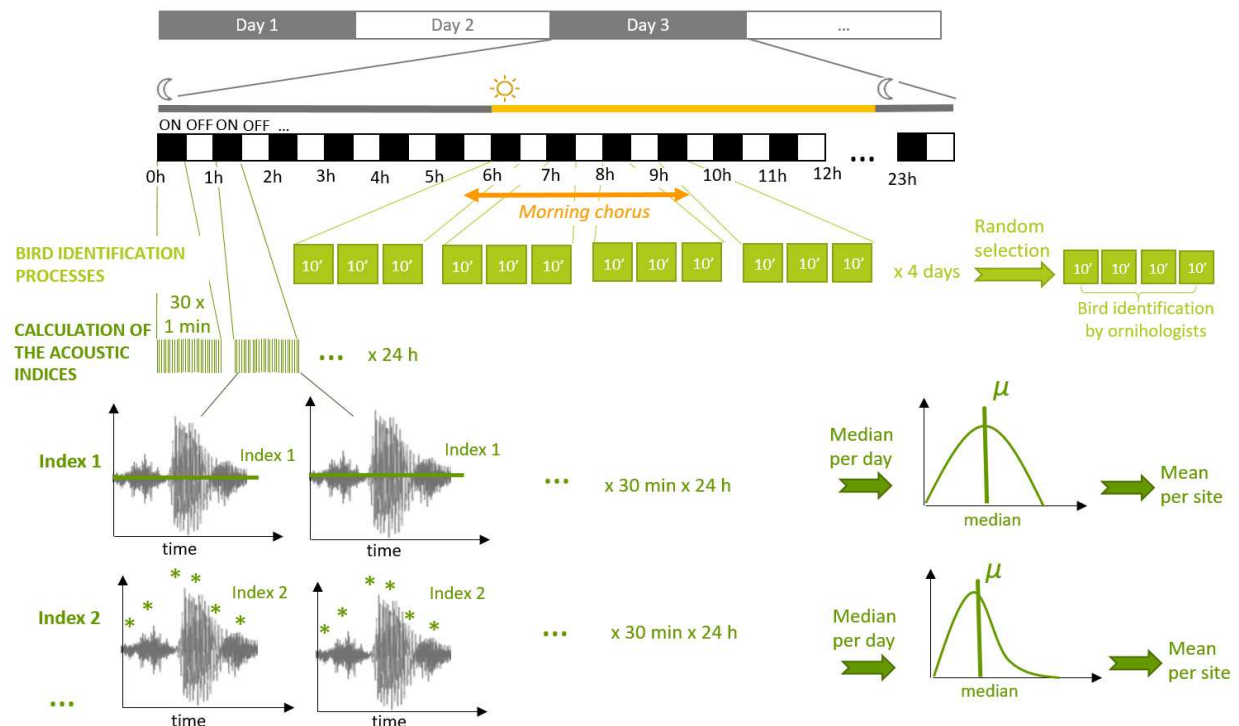 Day 1
Day 2
Day 3
...
ON OFF ON OFF ...
...
0h 1h 2h 3h 4h 5h 6h 7h 8h 9h 10h 11h 12h 23h
Morning chorus
BIRD IDENTIFICATION
PROCESSES
10' 10' 10' 10' 10' 10' 10' 10' 10' 10' 10' 10'
x 4 days
Random
selection
10' 10' 10' 10'
Bird identification
by ornihologists
30 x
1 min
CALCULATION OF
THE ACOUSTIC
INDICES
... x 24 h
Index 1
Index 1
time
Index 1
time
... x 30 min x 24 h
Median
per day
μ
median
Mean
per site
Index 2
* * * * * *
Index 2
time
* * * * * *
Index 2
time
... x 30 min x 24 h
Median
per day
μ
median
Mean
per site
...